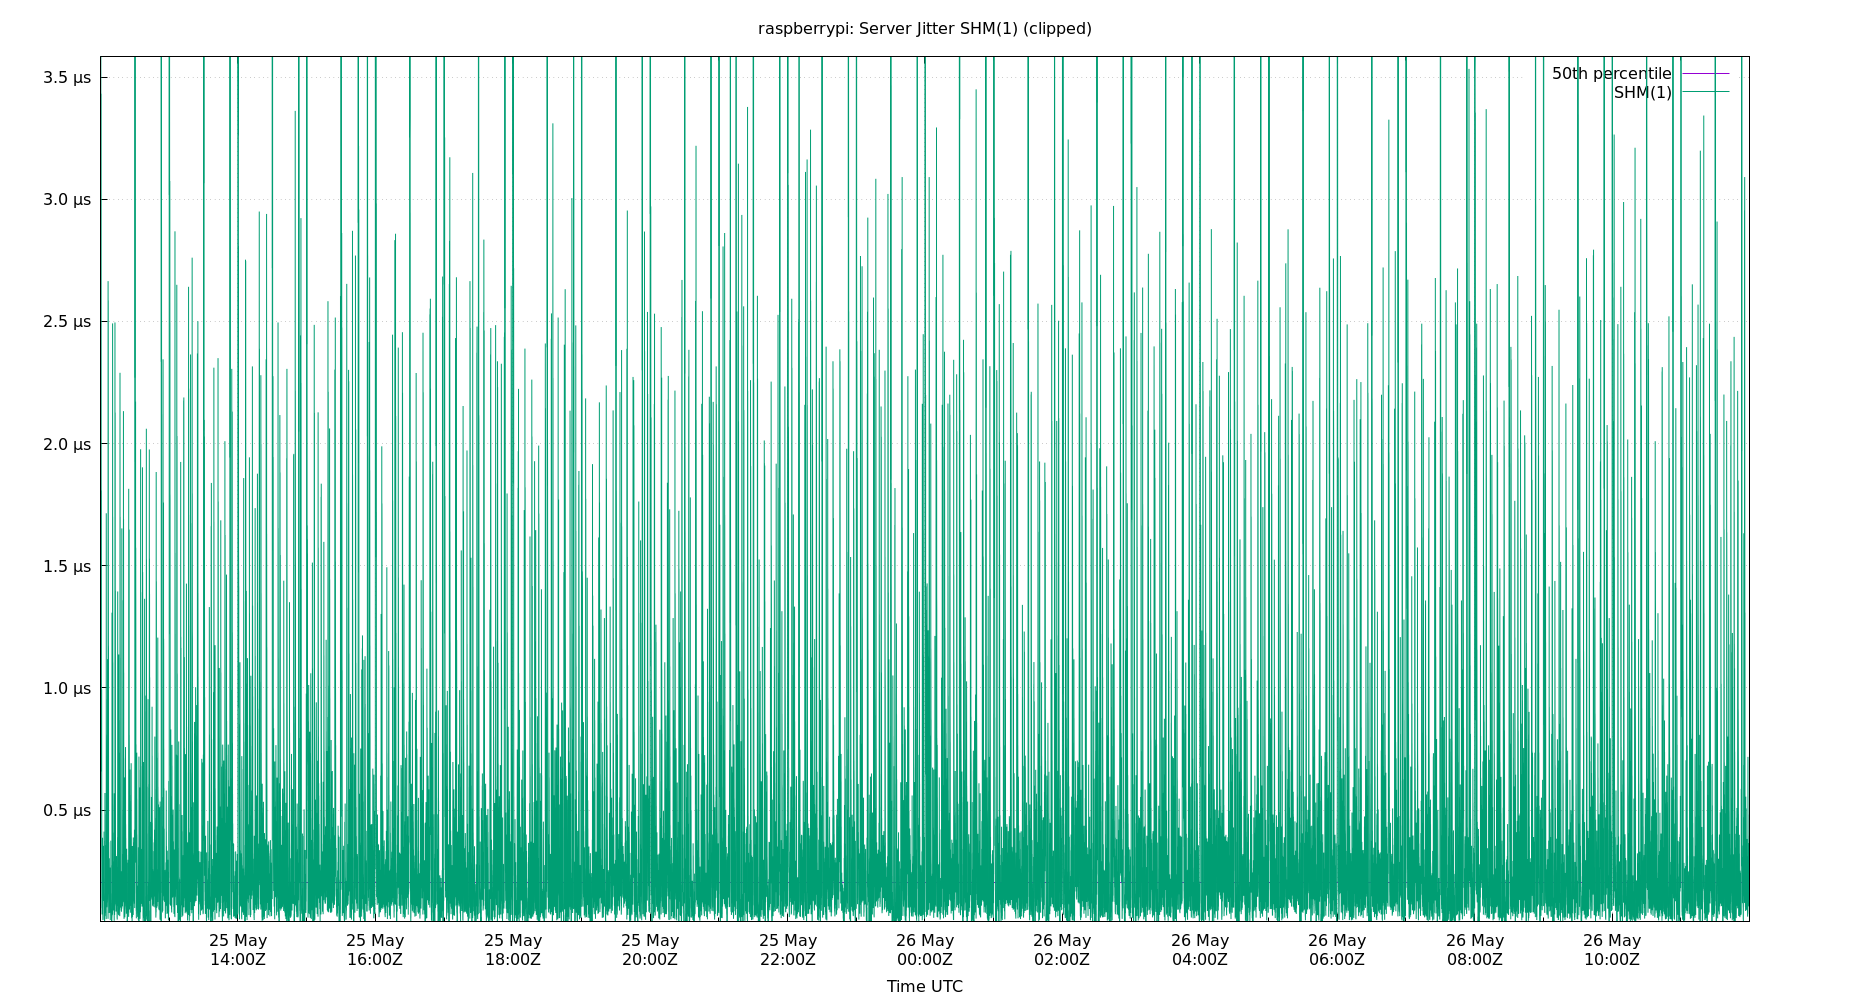 raspberrypi: Server Jitter SHM(1) (clipped)
50th percentile
SHM(1)
3.5 µs
3.0 µs
2.5 µs
2.0 µs
1.5 µs
1.0 µs
0.5 µs
25 May 25 May 25 May 25 May 25 May 26 May 26 May 26 May 26 May 26 May 26 May
14:00Z 16:00Z 18:00Z 20:00Z 22:00Z 00:00Z 02:00Z 04:00Z 06:00Z 08:00Z 10:00Z
Time UTC